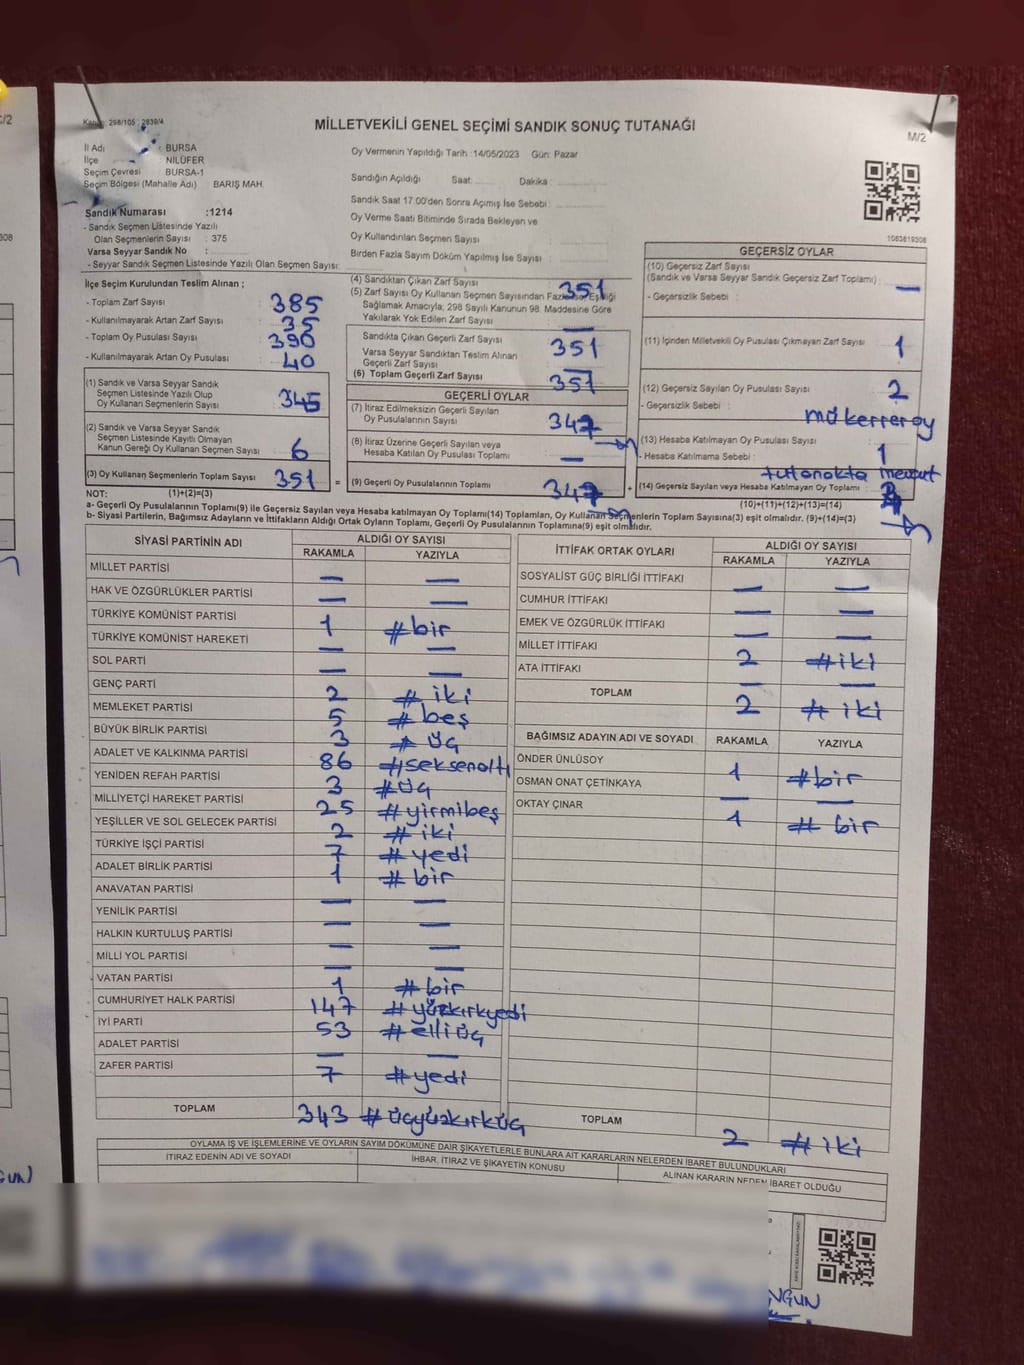 Kanun: 298/105 : 2839/4
MİLLETVEKİLİ GENEL SEÇİMİ SANDIK SONUÇ TUTANAĞI
M/2
İl Adı : BURSA
İlçe : NİLÜFER
Seçim Çevresi : BURSA-1
Seçim Bölgesi (Mahalle Adı) BARIŞ MAH.
Sandık Numarası :1214
- Sandık Seçmen Listesinde Yazılı
Olan Seçmenlerin Sayısı : 375
Varsa Seyyar Sandık No :
- Seyyar Sandık Seçmen Listesinde Yazılı Olan Seçmen Sayısı:
Oy Vermenin Yapıldığı Tarih :14/05/2023 Gün: Pazar
Sandığın Açıldığı Saat: Dakika :
Sandık Saat 17.00'den Sonra Açılmış İse Sebebi :
Oy Verme Saati Bitiminde Sırada Bekleyen ve
Oy Kullandırılan Seçmen Sayısı :
Birden Fazla Sayım Döküm Yapılmış İse Sayısı :
1083619308
İlçe Seçim Kurulundan Teslim Alınan ;
- Toplam Zarf Sayısı : 385
- Kullanılmayarak Artan Zarf Sayısı : 35
- Toplam Oy Pusulası Sayısı : 390
- Kullanılmayarak Artan Oy Pusulası : 40
(1) Sandık ve Varsa Seyyar Sandık
Seçmen Listesinde Yazılı Olup
Oy Kullanan Seçmenlerin Sayısı : 345
(2) Sandık ve Varsa Seyyar Sandık
Seçmen Listesinde Kayıtlı Olmayan
Kanun Gereği Oy Kullanan Seçmen Sayısı : 6
(3) Oy Kullanan Seçmenlerin Toplam Sayısı : 351 =
(4) Sandıktan Çıkan Zarf Sayısı : 351
(5) Zarf Sayısı Oy Kullanan Seçmen Sayısından Fazla ise, Eşitliği
Sağlamak Amacıyla; 298 Sayılı Kanunun 98. Maddesine Göre
Yakılarak Yok Edilen Zarf Sayısı : —
Sandıkta Çıkan Geçerli Zarf Sayısı : 351
Varsa Seyyar Sandıktan Teslim Alınan
Geçerli Zarf Sayısı : —
(6) Toplam Geçerli Zarf Sayısı : 351
GEÇERLİ OYLAR
(7) İtiraz Edilmeksizin Geçerli Sayılan
Oy Pusulalarının Sayısı : 347
(8) İtiraz Üzerine Geçerli Sayılan veya
Hesaba Katılan Oy Pusulası Toplamı : —
(9) Geçerli Oy Pusulalarının Toplamı : 347 +
GEÇERSİZ OYLAR
(10) Geçersiz Zarf Sayısı
(Sandık ve Varsa Seyyar Sandık Geçersiz Zarf Toplamı) : —
- Geçersizlik Sebebi :
(11) İçinden Milletvekili Oy Pusulası Çıkmayan Zarf Sayısı : 1
(12) Geçersiz Sayılan Oy Pusulası Sayısı : 2
- Geçersizlik Sebebi : mükerrer oy
(13) Hesaba Katılmayan Oy Pusulası Sayısı : 1
- Hesaba Katılmama Sebebi : tutanakta mevcut
(14) Geçersiz Sayılan veya Hesaba Katılmayan Oy Toplamı :
NOT: (1)+(2)=(3) (10)+(11)+(12)+(13)=(14)
a- Geçerli Oy Pusulalarının Toplamı(9) ile Geçersiz Sayılan veya Hesaba katılmayan Oy Toplamı(14) Toplamları, Oy Kullanan Seçmenlerin Toplam Sayısına(3) eşit olmalıdır. (9)+(14)=(3)
b- Siyasi Partilerin, Bağımsız Adayların ve İttifakların Aldığı Ortak Oyların Toplamı, Geçerli Oy Pusulalarının Toplamına(9) eşit olmalıdır.
SİYASİ PARTİNİN ADI ALDIĞI OY SAYISI
RAKAMLA YAZIYLA
MİLLET PARTİSİ — —
HAK VE ÖZGÜRLÜKLER PARTİSİ — —
TÜRKİYE KOMÜNİST PARTİSİ 1 #bir
TÜRKİYE KOMÜNİST HAREKETİ — —
SOL PARTİ — —
GENÇ PARTİ 2 # iki
MEMLEKET PARTİSİ 5 # beş
BÜYÜK BİRLİK PARTİSİ 3 # üç
ADALET VE KALKINMA PARTİSİ 86 #seksenaltı
YENİDEN REFAH PARTİSİ 3 #üç
MİLLİYETÇİ HAREKET PARTİSİ 25 #yirmibeş
YEŞİLLER VE SOL GELECEK PARTİSİ 2 # iki
TÜRKİYE İŞÇİ PARTİSİ 7 # yedi
ADALET BİRLİK PARTİSİ 1 # bir
ANAVATAN PARTİSİ — —
YENİLİK PARTİSİ — —
HALKIN KURTULUŞ PARTİSİ — —
MİLLİ YOL PARTİSİ — —
VATAN PARTİSİ 1 # bir
CUMHURİYET HALK PARTİSİ 147 # yüzkırkyedi
İYİ PARTİ 53 # elliüç
ADALET PARTİSİ — —
ZAFER PARTİSİ 7 #yedi
TOPLAM 343 # üçyüzkırküç
İTTİFAK ORTAK OYLARI ALDIĞI OY SAYISI
RAKAMLA YAZIYLA
SOSYALİST GÜÇ BİRLİĞİ İTTİFAKI — —
CUMHUR İTTİFAKI — —
EMEK VE ÖZGÜRLÜK İTTİFAKI — —
MİLLET İTTİFAKI 2 #iki
ATA İTTİFAKI — —
TOPLAM 2 # iki
BAĞIMSIZ ADAYIN ADI VE SOYADI RAKAMLA YAZIYLA
ÖNDER ÜNLÜSOY 1 #bir
OSMAN ONAT ÇETİNKAYA — —
OKTAY ÇINAR 1 # bir
TOPLAM 2 # iki
OYLAMA İŞ VE İŞLEMLERİNE VE OYLARIN SAYIM DÖKÜMÜNE DAİR ŞİKAYETLERLE BUNLARA AİT KARARLARIN NELERDEN İBARET BULUNDUKLARI
İTİRAZ EDENİN ADI VE SOYADI İHBAR, İTİRAZ VE ŞİKAYETİN KONUSU ALINAN KARARIN NEDEN İBARET OLDUĞU